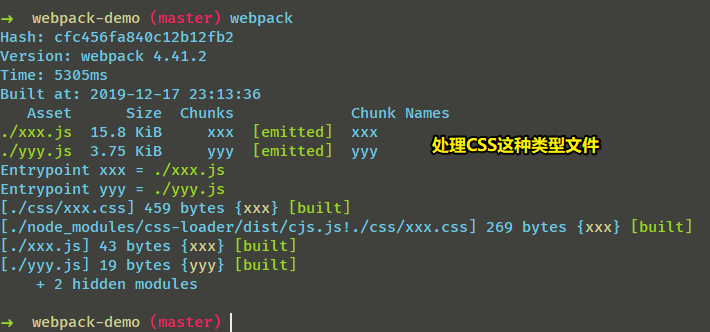 ➜  webpack-demo (master) webpack
Hash: cfc456fa840c12b12fb2
Version: webpack 4.41.2
Time: 5305ms
Built at: 2019-12-17 23:13:36
   Asset      Size  Chunks             Chunk Names
./xxx.js  15.8 KiB     xxx  [emitted]  xxx
./yyy.js  3.75 KiB     yyy  [emitted]  yyy
处理CSS这种类型文件
Entrypoint xxx = ./xxx.js
Entrypoint yyy = ./yyy.js
[./css/xxx.css] 459 bytes {xxx} [built]
[./node_modules/css-loader/dist/cjs.js!./css/xxx.css] 269 bytes {xxx} [built]
[./xxx.js] 43 bytes {xxx} [built]
[./yyy.js] 19 bytes {yyy} [built]
    + 2 hidden modules
➜  webpack-demo (master)